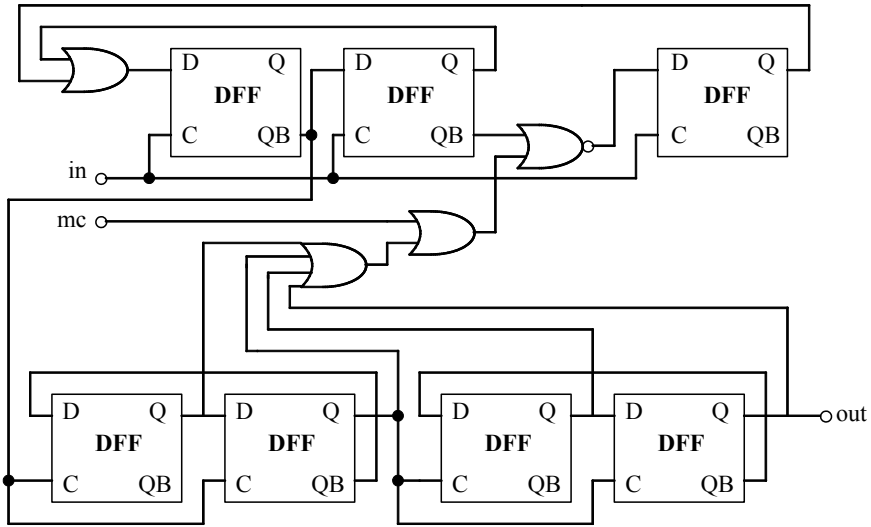 D Q D Q D Q
DFF DFF DFF
C QB C QB C QB
in
mc
D Q D Q D Q D Q
out
DFF DFF DFF DFF
C QB C QB C QB C QB